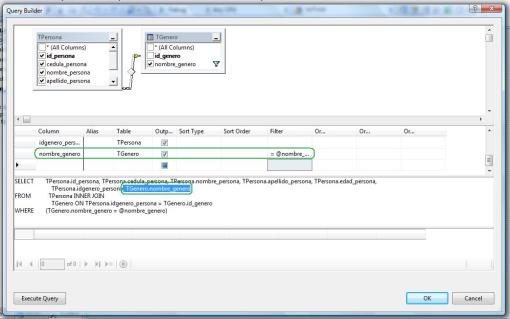 Query Builder
TPersona
* (All Columns)
id_persona
cedula_persona
nombre_persona
apellido_persona
TGenero
* (All Columns)
id_genero
nombre_genero
Column Alias Table Outp... Sort Type Sort Order Filter Or... Or... Or...
idgenero_pers... TPersona
nombre_genero TGenero = @nombre_...
SELECT TPersona.id_persona, TPersona.cedula_persona, TPersona.nombre_persona, TPersona.apellido_persona, TPersona.edad_persona,
TPersona.idgenero_persona, TGenero.nombre_genero
FROM TPersona INNER JOIN
TGenero ON TPersona.idgenero_persona = TGenero.id_genero
WHERE (TGenero.nombre_genero = @nombre_genero)
0 of 0
Execute Query OK Cancel